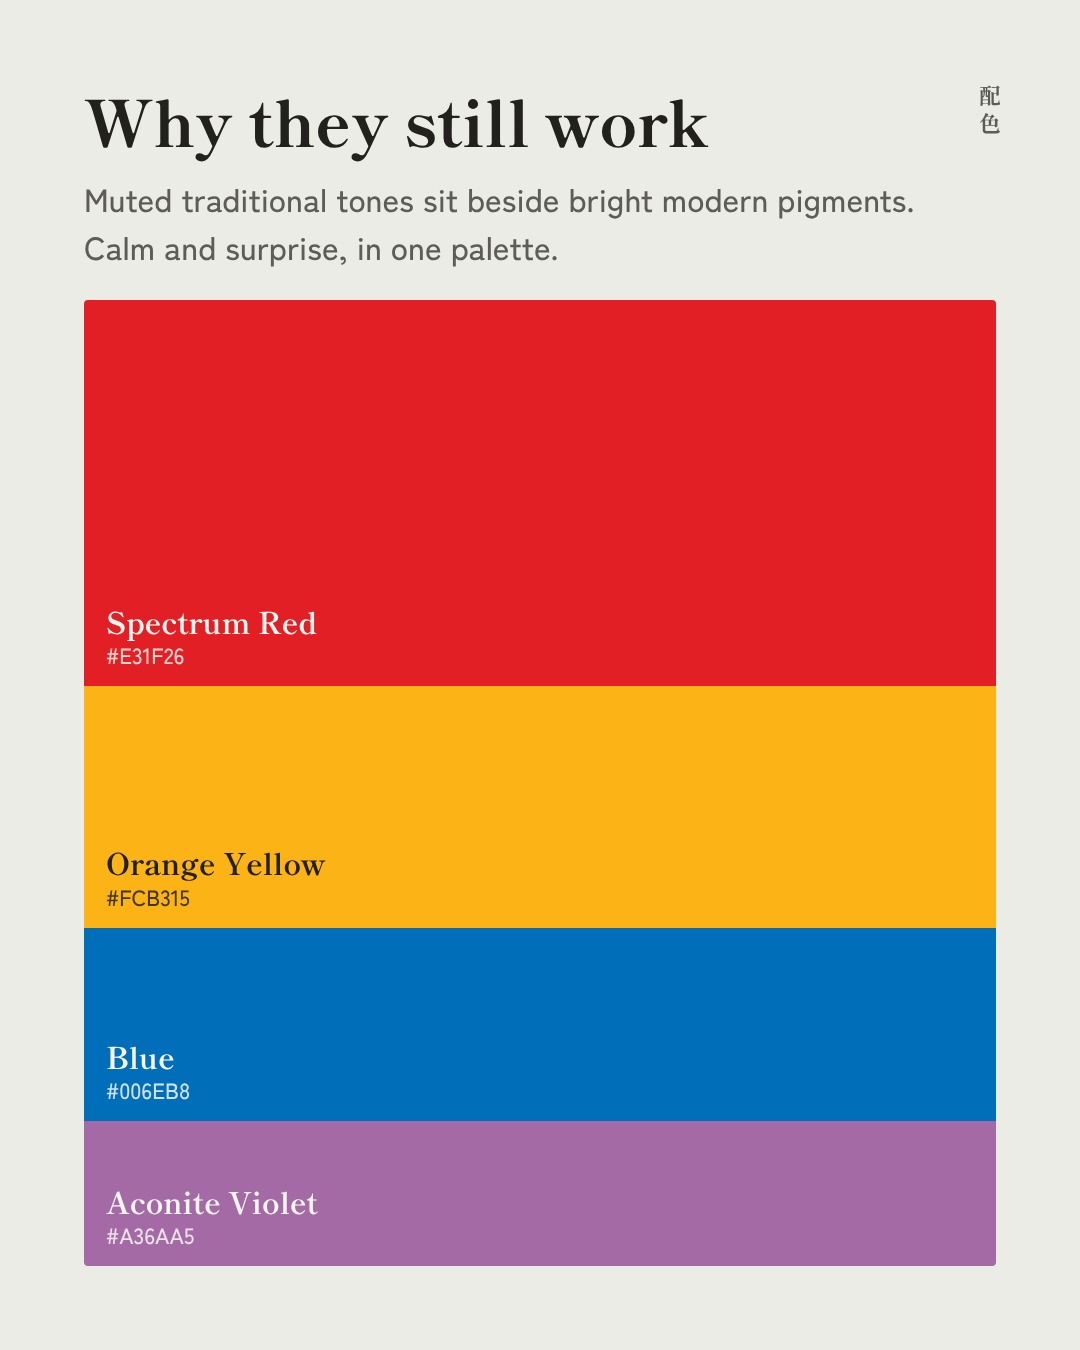 Why they still work
配色
Muted traditional tones sit beside bright modern pigments.
Calm and surprise, in one palette.
Spectrum Red
#E31F26
Orange Yellow
#FCB315
Blue
#006EB8
Aconite Violet
#A36AA5